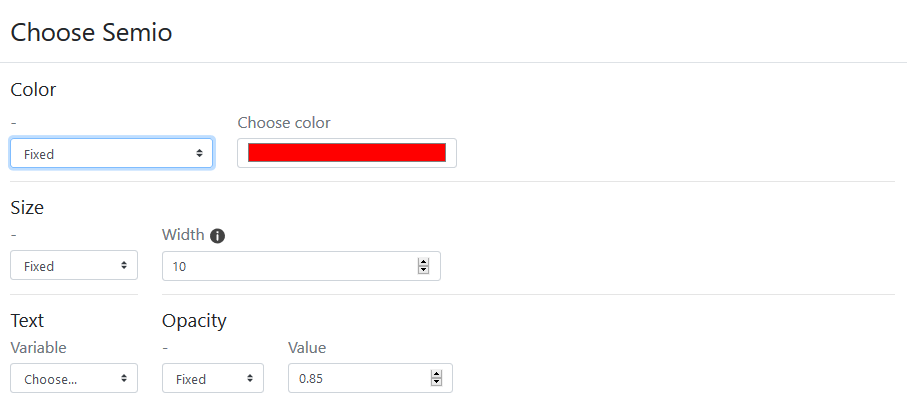 Choose Semio
Color
- Choose color
Fixed
Size
- Width
Fixed 10
Text Opacity
Variable - Value
Choose... Fixed 0.85